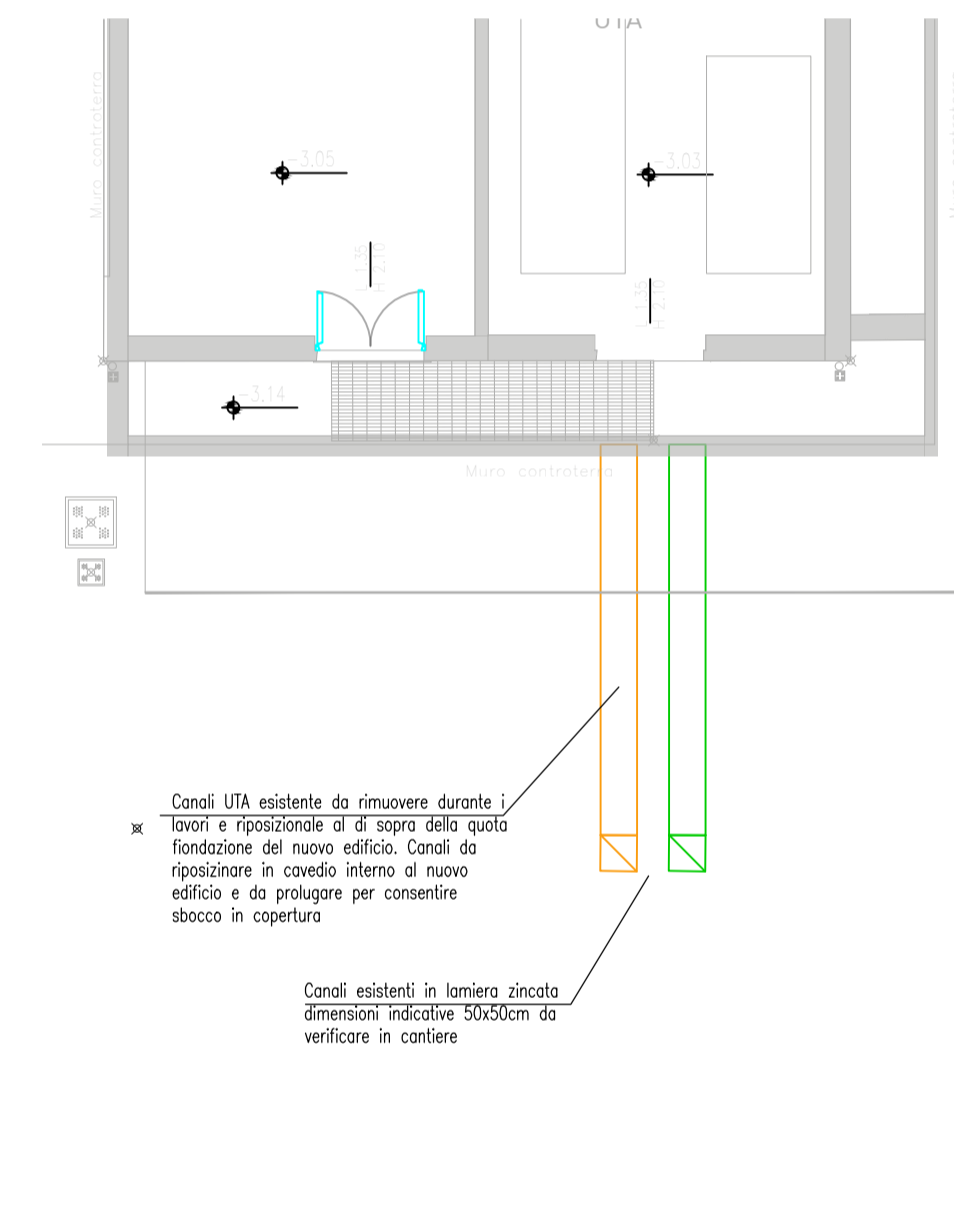 UTA
Muro controterra
-3.05
-3.03
L 1.35
H 2.10
L 1.35
H 2.10
-3.14
Muro controterra
Canali UTA esistente da rimuovere durante i
lavori e riposizionale al di sopra della quota
fiondazione del nuovo edificio. Canali da
riposizinare in cavedio interno al nuovo
edificio e da prolugare per consentire
sbocco in copertura
Canali esistenti in lamiera zincata
dimensioni indicative 50x50cm da
verificare in cantiere